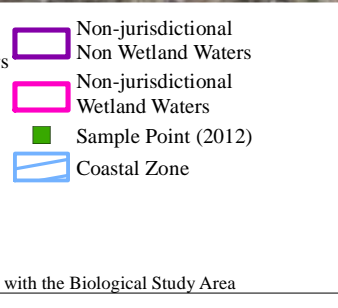 Non-jurisdictional
Non Wetland Waters
Non-jurisdictional
Wetland Waters
Sample Point (2012)
Coastal Zone
with the Biological Study Area